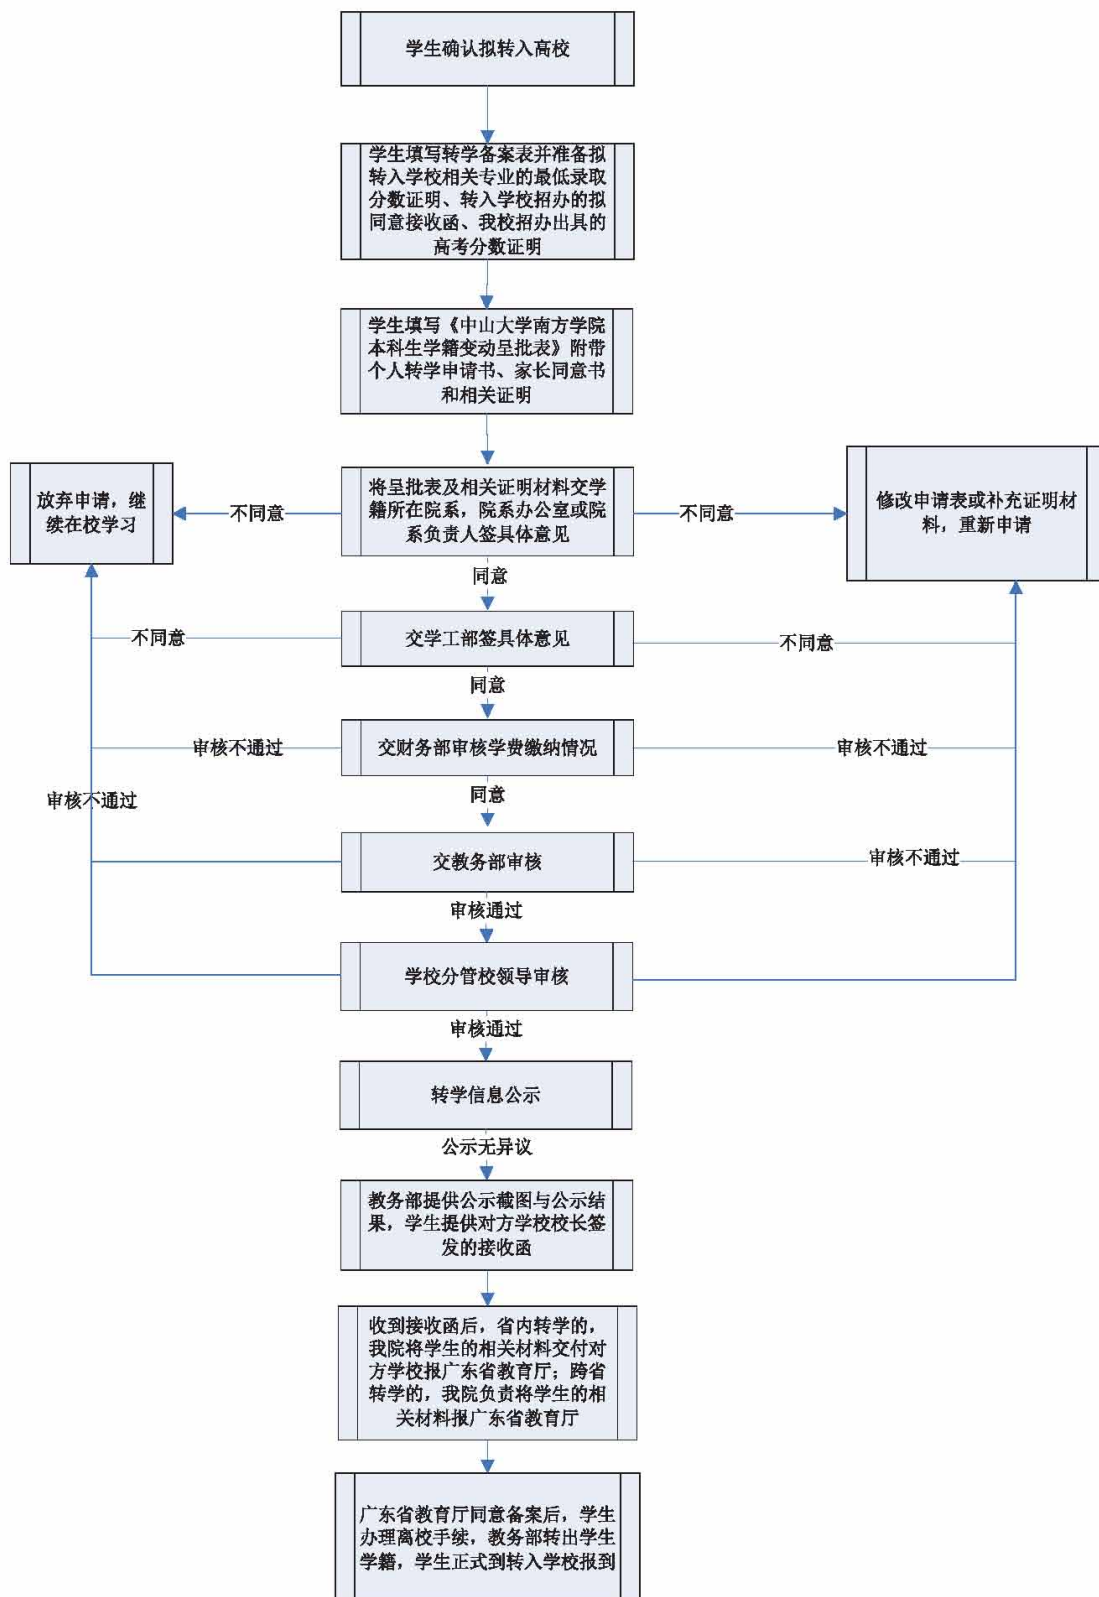 学生确认拟转入高校
学生填写转学备案表并准备拟
转入学校相关专业的最低录取
分数证明、转入学校招办的拟
同意接收函、我校招办出具的
高考分数证明
学生填写《中山大学南方学院
本科生学籍变动呈批表》附带
个人转学申请书、家长同意书
和相关证明
放弃申请，继
续在校学习
不同意
将呈批表及相关证明材料交学
籍所在院系，院系办公室或院
系负责人签具体意见
不同意
修改申请表或补充证明材
料，重新申请
同意
不同意
交学工部签具体意见
不同意
同意
审核不通过
交财务部审核学费缴纳情况
审核不通过
同意
审核不通过
交教务部审核
审核不通过
审核通过
学校分管校领导审核
审核通过
转学信息公示
公示无异议
教务部提供公示截图与公示结
果，学生提供对方学校校长签
发的接收函
收到接收函后，省内转学的，
我院将学生的相关材料交付对
方学校报广东省教育厅；跨省
转学的，我院负责将学生的相
关材料报广东省教育厅
广东省教育厅同意备案后，学生
办理离校手续，教务部转出学生
学籍，学生正式到转入学校报到